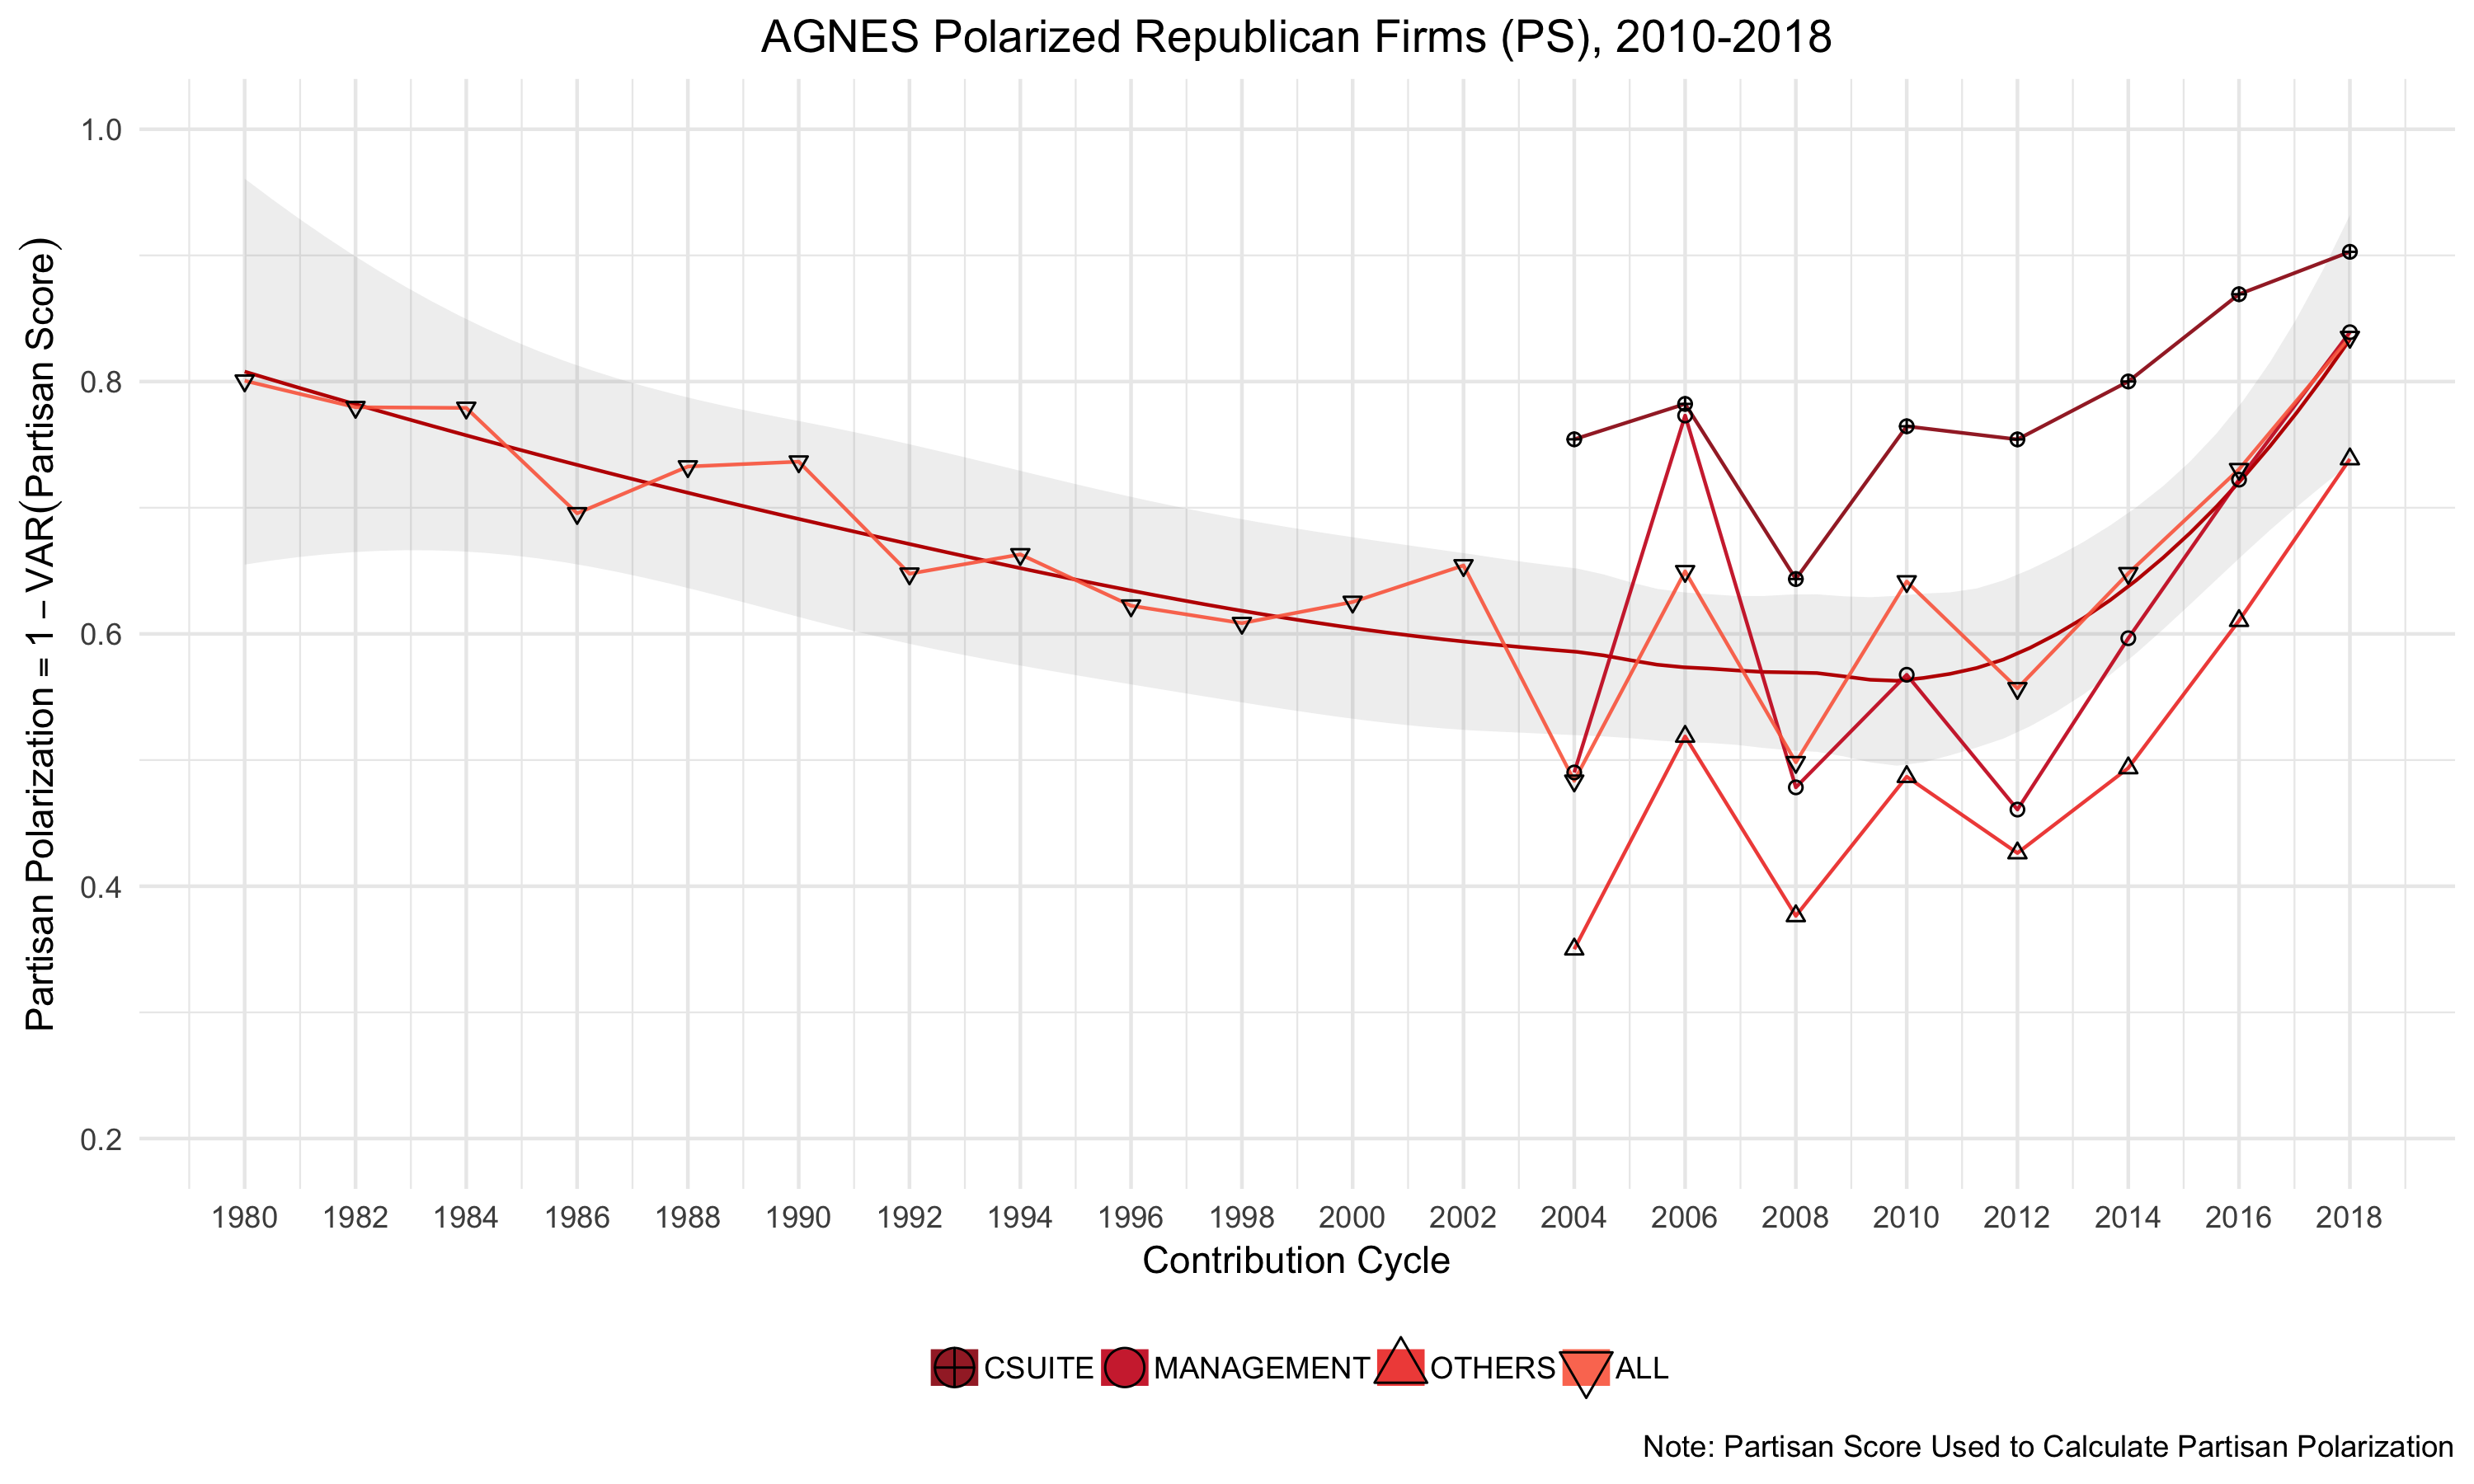 AGNES Polarized Republican Firms (PS), 2010-2018
Partisan Polarization = 1 – VAR(Partisan Score)
1.0
0.8
0.6
0.4
0.2
1980 1982 1984 1986 1988 1990 1992 1994 1996 1998 2000 2002 2004 2006 2008 2010 2012 2014 2016 2018
Contribution Cycle
CSUITE MANAGEMENT OTHERS ALL
Note: Partisan Score Used to Calculate Partisan Polarization